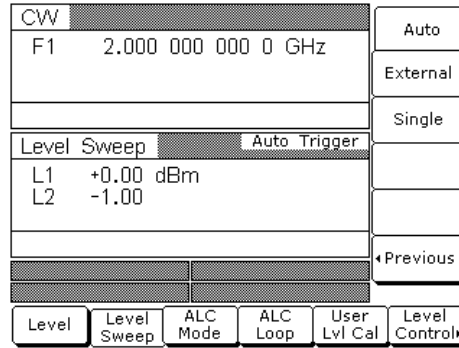 CW
F1 2.000 000 000 0 GHz
Auto
External
Single
Level Sweep Auto Trigger
L1 +0.00 dBm
L2 -1.00
Previous
Level
Level Sweep
ALC Mode
ALC Loop
User Lvl Cal
Level Control